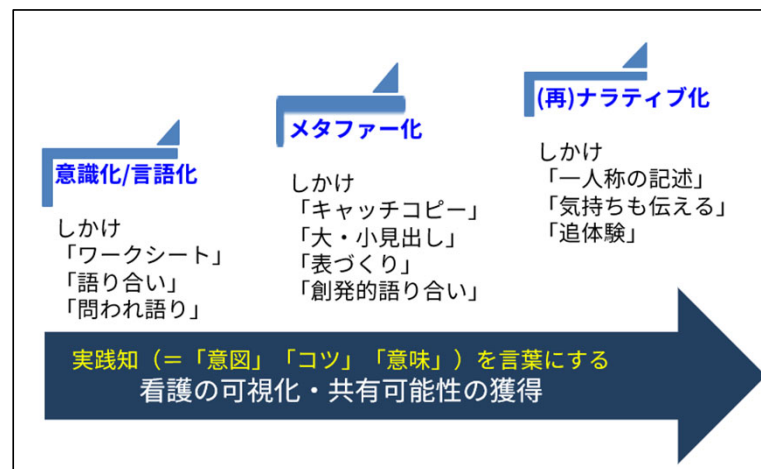 意識化/言語化
しかけ
「ワークシート」
「語り合い」
「問われ語り」
メタファー化
しかけ
「キャッチコピー」
「大・小見出し」
「表づくり」
「創発的語り合い」
(再)ナラティブ化
しかけ
「一人称の記述」
「気持ちも伝える」
「追体験」
実践知（＝「意図」「コツ」「意味」）を言葉にする
看護の可視化・共有可能性の獲得